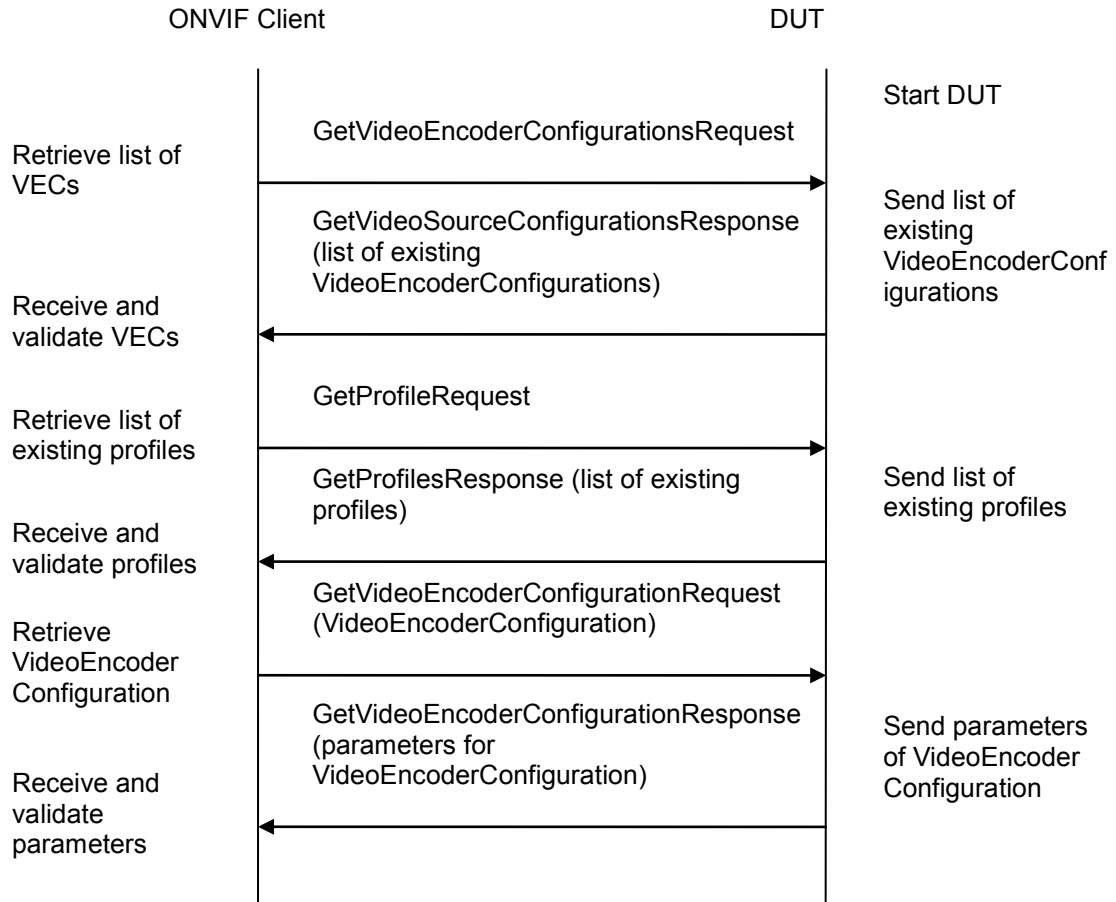 ONVIF Client
DUT
Start DUT
GetVideoEncoderConfigurationsRequest
Retrieve list of
VECs
Send list of
existing
VideoEncoderConf
igurations
GetVideoSourceConfigurationsResponse
(list of existing
VideoEncoderConfigurations)
Receive and
validate VECs
GetProfileRequest
Retrieve list of
existing profiles
GetProfilesResponse (list of existing
profiles)
Send list of
existing profiles
Receive and
validate profiles
GetVideoEncoderConfigurationRequest
(VideoEncoderConfiguration)
Retrieve
VideoEncoder
Configuration
GetVideoEncoderConfigurationResponse
(parameters for
VideoEncoderConfiguration)
Send parameters
of VideoEncoder
Configuration
Receive and
validate
parameters